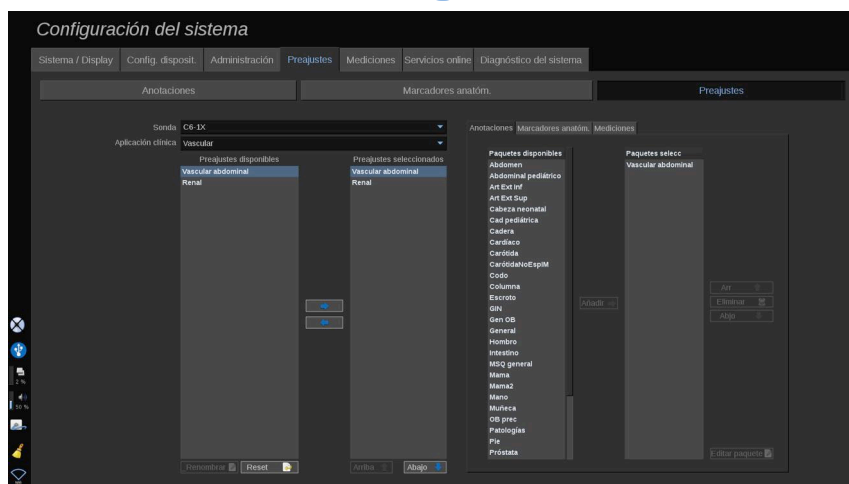 Configuración del sistema
Sistema / Display Config. disposit. Administración Preajustes Mediciones Servicios online Diagnóstico del sistema
Anotaciones Marcadores anatóm. Preajustes
Sonda C6-1X
Aplicación clínica Vascular
Preajustes disponibles
Vascular abdominal
Renal
Preajustes seleccionados
Vascular abdominal
Renal
Renombrar Reset
Arriba Abajo
Anotaciones Marcadores anatóm. Mediciones
Paquetes disponibles
Abdomen
Abdominal pediátrico
Art Ext Inf
Art Ext Sup
Cabeza neonatal
Cad pediátrica
Cadera
Cardíaco
Carótida
CarótidaNoEspIM
Codo
Columna
Escroto
GIN
Gen OB
General
Hombro
Intestino
MSQ general
Mama
Mama2
Mano
Muñeca
OB prec
Patologías
Pie
Próstata
Añadir
Paquetes selecc
Vascular abdominal
Arr
Eliminar
Abjo
Editar paquete
2 %
56 %